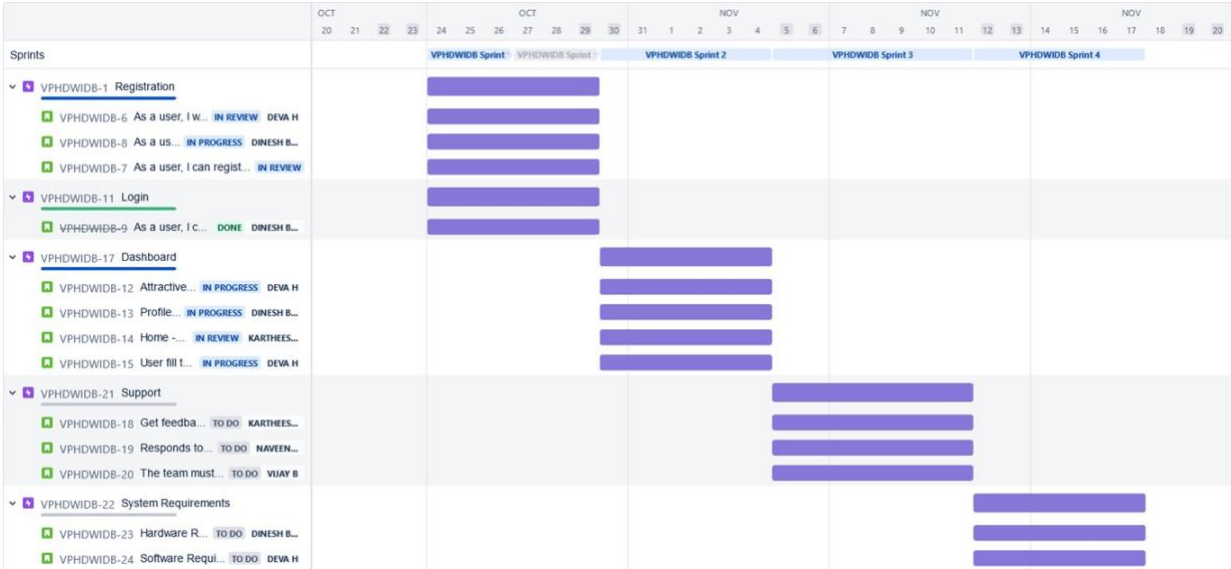 OCT OCT NOV NOV NOV
20 21 22 23 24 25 26 27 28 29 30 31 1 2 3 4 5 6 7 8 9 10 11 12 13 14 15 16 17 18 19 20
Sprints VPHDWIDB Sprint VPHDWIDB Sprint VPHDWIDB Sprint 2 VPHDWIDB Sprint 3 VPHDWIDB Sprint 4
VPHDWIDB-1 Registration
VPHDWIDB-6 As a user, I w... IN REVIEW DEVA H
VPHDWIDB-8 As a us... IN PROGRESS DINESH B...
VPHDWIDB-7 As a user, I can regist... IN REVIEW
VPHDWIDB-11 Login
VPHDWIDB-9 As a user, I c... DONE DINESH B...
VPHDWIDB-17 Dashboard
VPHDWIDB-12 Attractive... IN PROGRESS DEVA H
VPHDWIDB-13 Profile... IN PROGRESS DINESH B...
VPHDWIDB-14 Home -... IN REVIEW KARTHEES...
VPHDWIDB-15 User fill t... IN PROGRESS DEVA H
VPHDWIDB-21 Support
VPHDWIDB-18 Get feedba... TO DO KARTHEES...
VPHDWIDB-19 Responds to... TO DO NAVEEN...
VPHDWIDB-20 The team must... TO DO VIJAY B
VPHDWIDB-22 System Requirements
VPHDWIDB-23 Hardware R... TO DO DINESH B...
VPHDWIDB-24 Software Requi... TO DO DEVA H